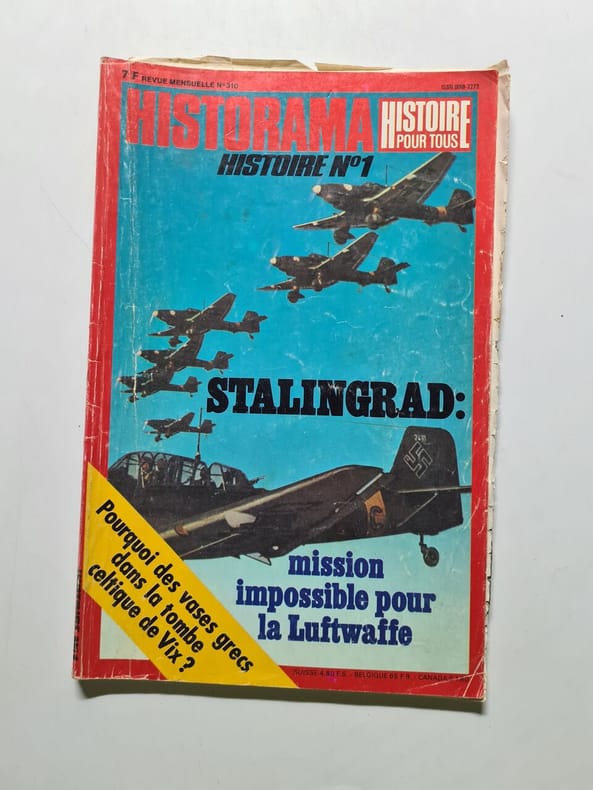 7 F REVUE MENSUELLE N°310
HISTORAMA
HISTOIRE
POUR TOUS
HISTOIRE N°1
STALINGRAD:
G
mission
impossible pour
la Luftwaffe
Pourquoi des vases grecs
dans la tombe
celtique de Vix ?
SUISSE 4,80 F.S. - BELGIQUE 65 F.B. - CANADA